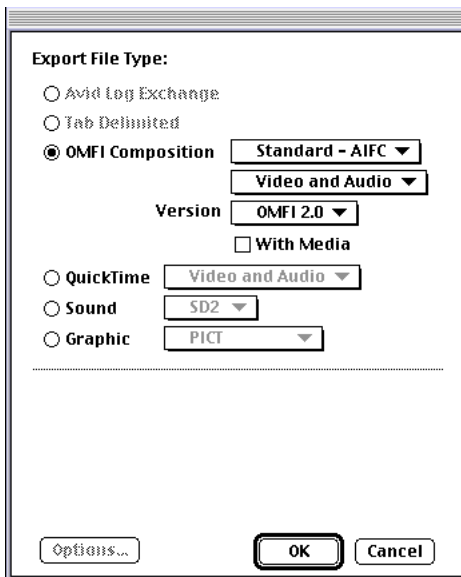 Export File Type:
Avid Log Exchange
Tab Delimited
OMFI Composition Standard - AIFC
Video and Audio
Version OMFI 2.0
With Media
QuickTime Video and Audio
Sound SD2
Graphic PICT
Options... OK Cancel